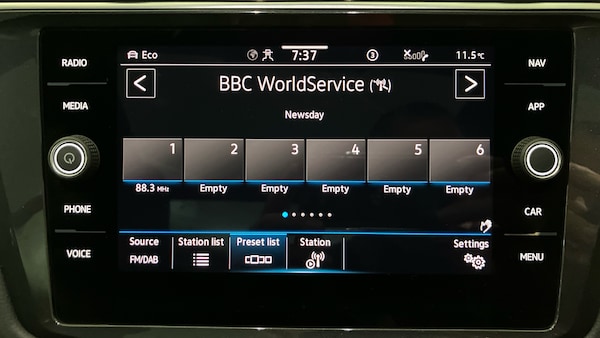 RADIO
MEDIA
PHONE
VOICE
Eco
7:37
3
11.5°C
BBC WorldService
Newsday
1 2 3 4 5 6
88.3 MHz Empty Empty Empty Empty Empty
Source Station list Preset list Station Settings
FM/DAB
NAV
APP
CAR
MENU